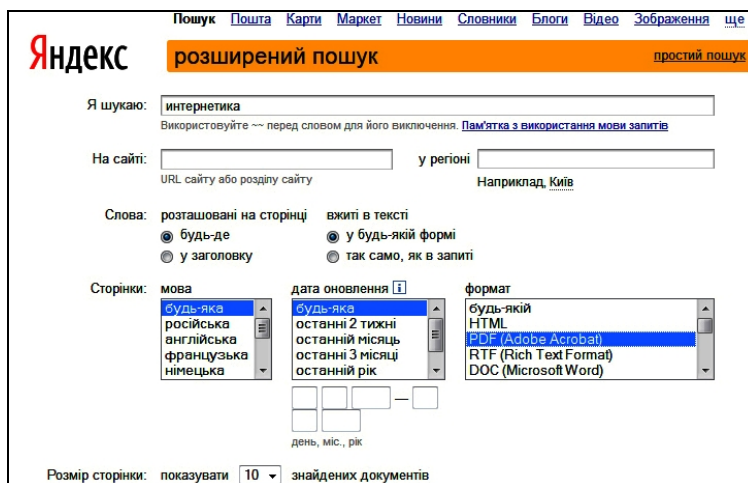 Пошук Пошта Карти Маркет Новини Словники Блоги Відео Зображення ще
Яндекс розширений пошук простий пошук
Я шукаю: интернетика
Використовуйте ~~ перед словом для його виключення. Пам'ятка з використання мови запитів
На сайті: у регіоні
URL сайту або розділу сайту Наприклад, Київ
Слова: розташовані на сторінці вжиті в тексті
будь-де у будь-якій формі
у заголовку так само, як в запиті
Сторінки: мова дата оновлення i формат
будь-яка будь-яка будь-якій
російська останні 2 тижні HTML
англійська останній місяць PDF (Adobe Acrobat)
французька останні 3 місяці RTF (Rich Text Format)
німецька останній рік DOC (Microsoft Word)
—
день, міс., рік
Розмір сторінки: показувати 10 знайдених документів